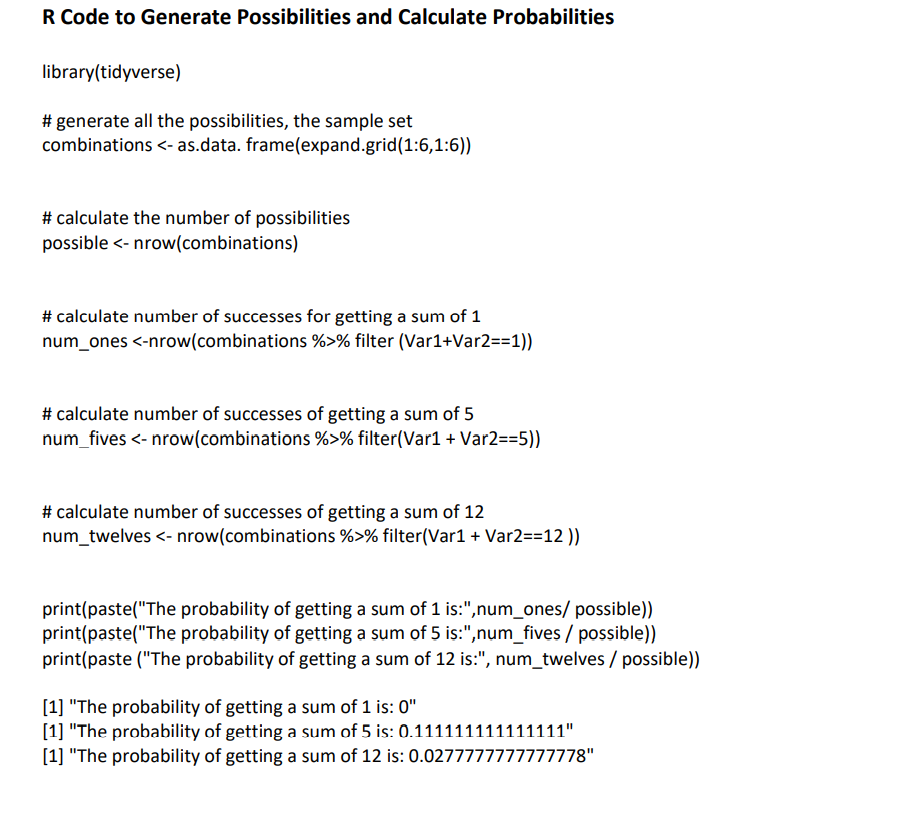 R Code to Generate Possibilities and Calculate Probabilities
library(tidyverse)
# generate all the possibilities, the sample set
combinations <- as.data. frame(expand.grid(1:6,1:6))
# calculate the number of possibilities
possible <- nrow(combinations)
# calculate number of successes for getting a sum of 1
num_ones <-nrow(combinations %>% filter (Var1+Var2==1))
# calculate number of successes of getting a sum of 5
num_fives <- nrow(combinations %>% filter(Var1 + Var2==5))
# calculate number of successes of getting a sum of 12
num_twelves <- nrow(combinations %>% filter(Var1 + Var2==12 ))
print(paste("The probability of getting a sum of 1 is:",num_ones/ possible))
print(paste("The probability of getting a sum of 5 is:",num_fives / possible))
print(paste ("The probability of getting a sum of 12 is:", num_twelves / possible))
[1] "The probability of getting a sum of 1 is: 0"
[1] "The probability of getting a sum of 5 is: 0.111111111111111"
[1] "The probability of getting a sum of 12 is: 0.0277777777777778"